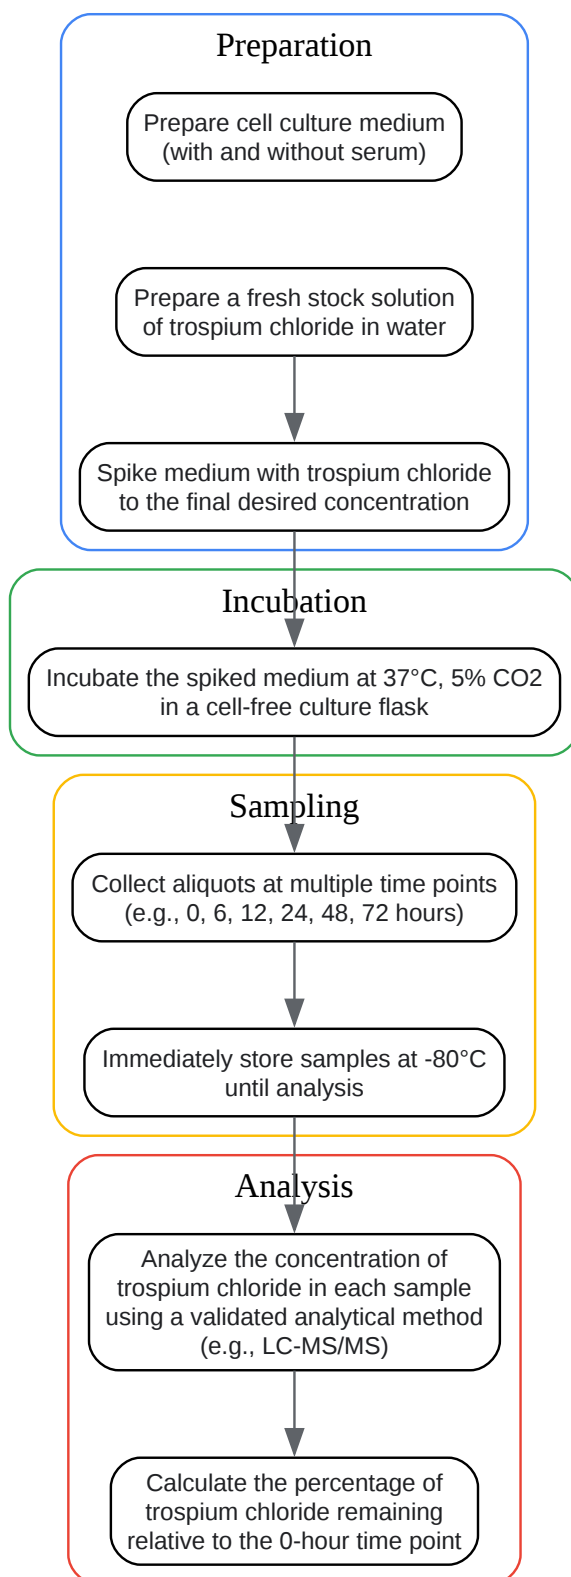 Preparation
Prepare cell culture medium
(with and without serum)
Prepare a fresh stock solution
of trospium chloride in water
Spike medium with trospium chloride
to the final desired concentration
Incubation
Incubate the spiked medium at 37°C, 5% CO2
in a cell-free culture flask
Sampling
Collect aliquots at multiple time points
(e.g., 0, 6, 12, 24, 48, 72 hours)
Immediately store samples at -80°C
until analysis
Analysis
Analyze the concentration of
trospium chloride in each sample
using a validated analytical method
(e.g., LC-MS/MS)
Calculate the percentage of
trospium chloride remaining
relative to the 0-hour time point